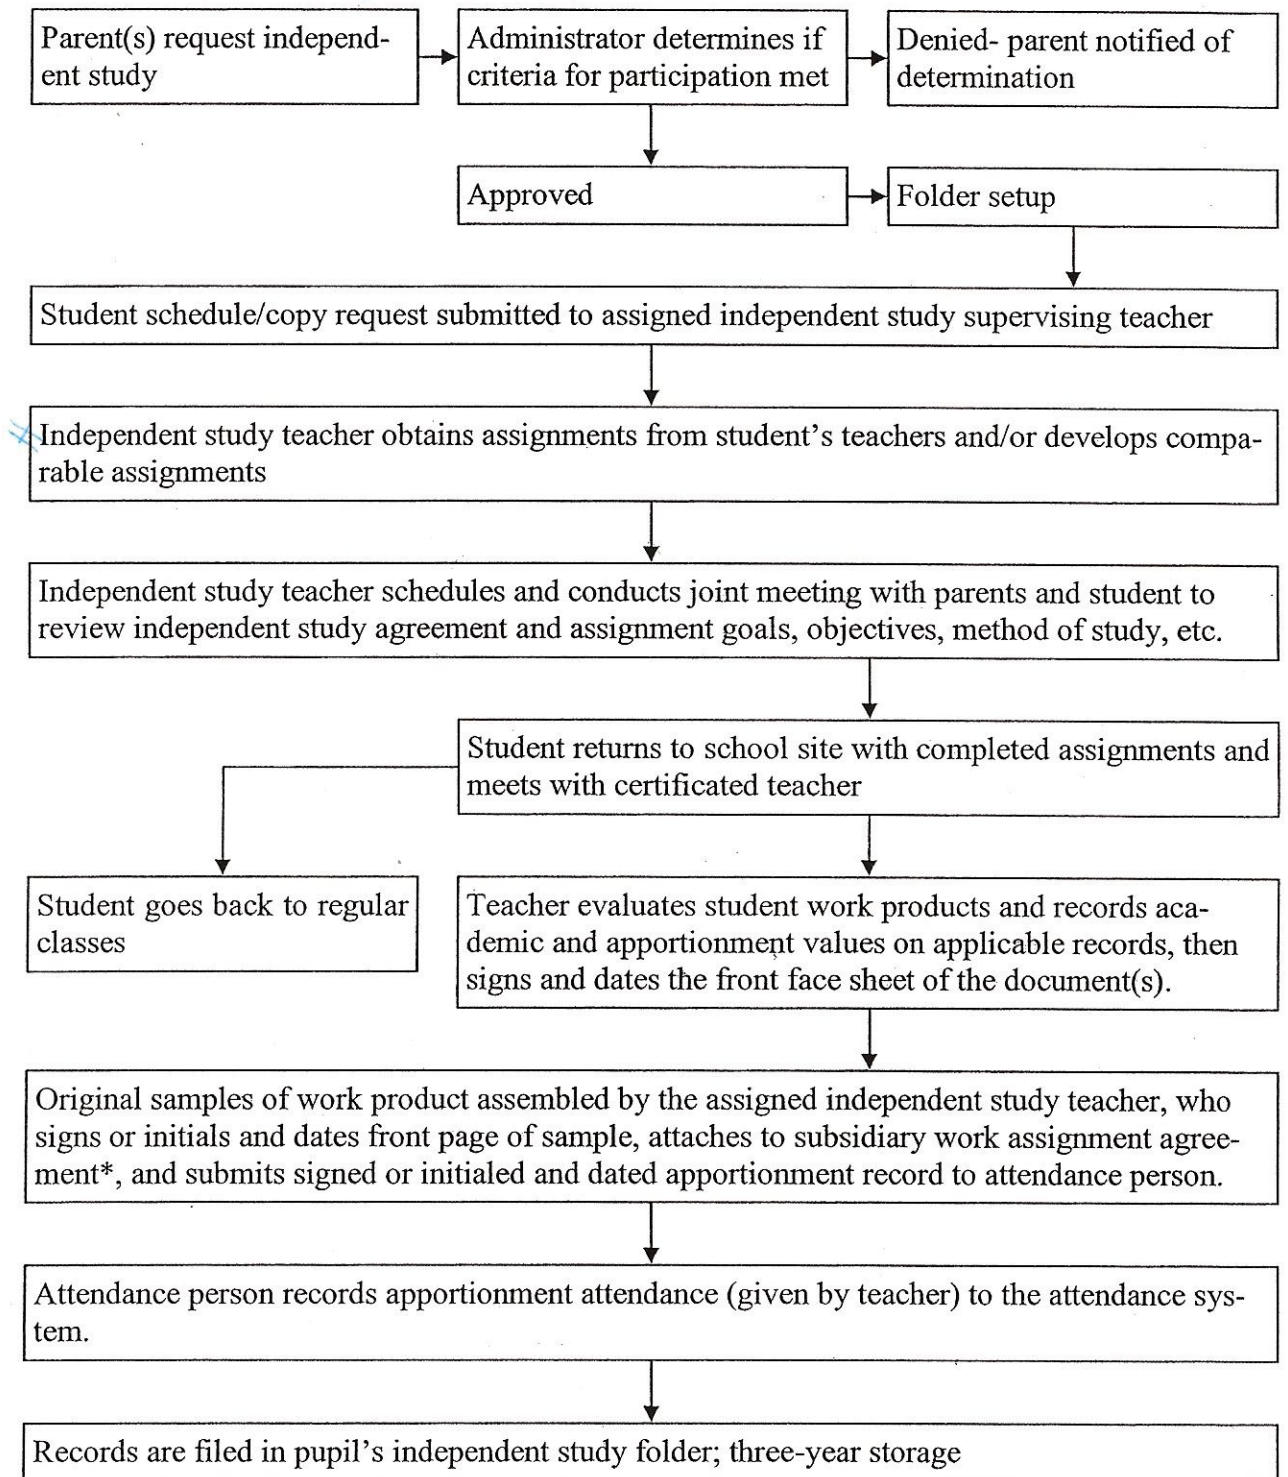 Parent(s) request independ-
ent study
Administrator determines if
criteria for participation met
Denied- parent notified of
determination
Approved
Folder setup
Student schedule/copy request submitted to assigned independent study supervising teacher
Independent study teacher obtains assignments from student's teachers and/or develops compa-
rable assignments
Independent study teacher schedules and conducts joint meeting with parents and student to
review independent study agreement and assignment goals, objectives, method of study, etc.
Student returns to school site with completed assignments and
meets with certificated teacher
Student goes back to regular
classes
Teacher evaluates student work products and records aca-
demic and apportionment values on applicable records, then
signs and dates the front face sheet of the document(s).
Original samples of work product assembled by the assigned independent study teacher, who
signs or initials and dates front page of sample, attaches to subsidiary work assignment agree-
ment*, and submits signed or initialed and dated apportionment record to attendance person.
Attendance person records apportionment attendance (given by teacher) to the attendance sys-
tem.
Records are filed in pupil's independent study folder; three-year storage